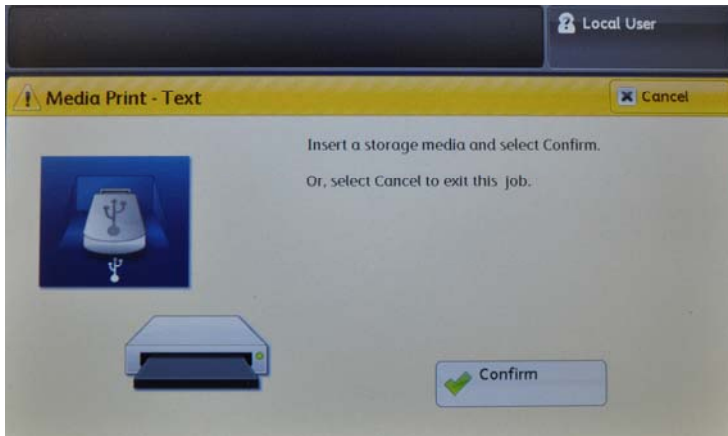 Local User
Media Print - Text
Cancel
Insert a storage media and select Confirm.
Or, select Cancel to exit this job.
Confirm